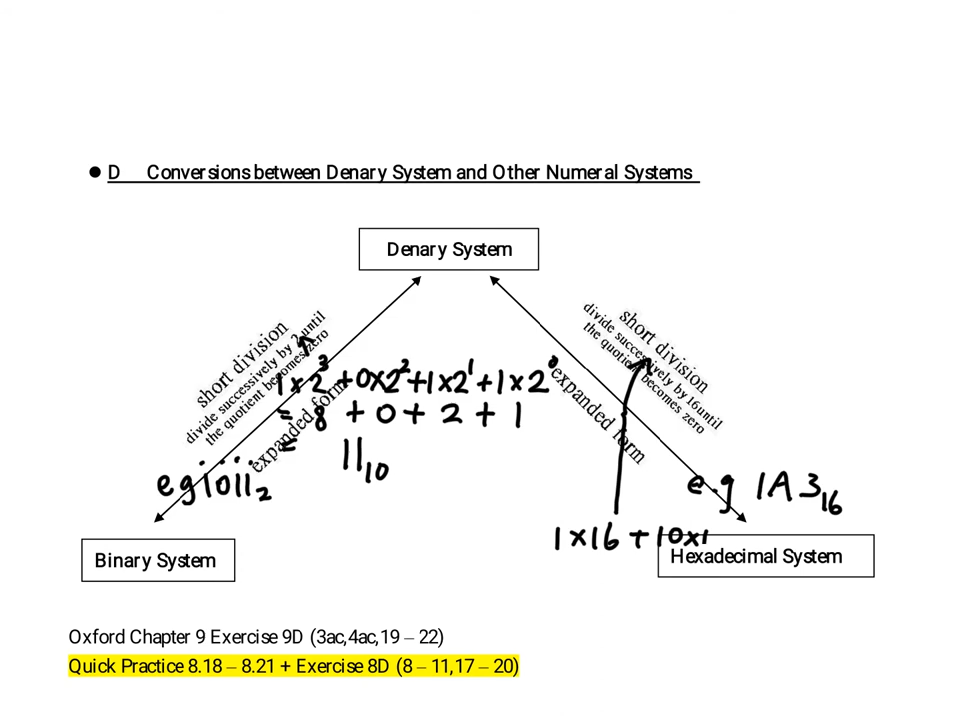 ● D Conversions between Denary System and Other Numeral Systems
Denary System
short division
divide successively by 2 until
the quotient becomes zero
expanded form
short division
divide successively by 16until
the quotient becomes zero
expanded form
1×2³+0×2²+1×2¹+1×2⁰
= 8 + 0 + 2 + 1
= 11₁₀
eg 1011₂
e.g 1A3₁₆
1×16+10×1
Binary System
Hexadecimal System
Oxford Chapter 9 Exercise 9D (3ac,4ac,19 – 22)
Quick Practice 8.18 – 8.21 + Exercise 8D (8 – 11,17 – 20)